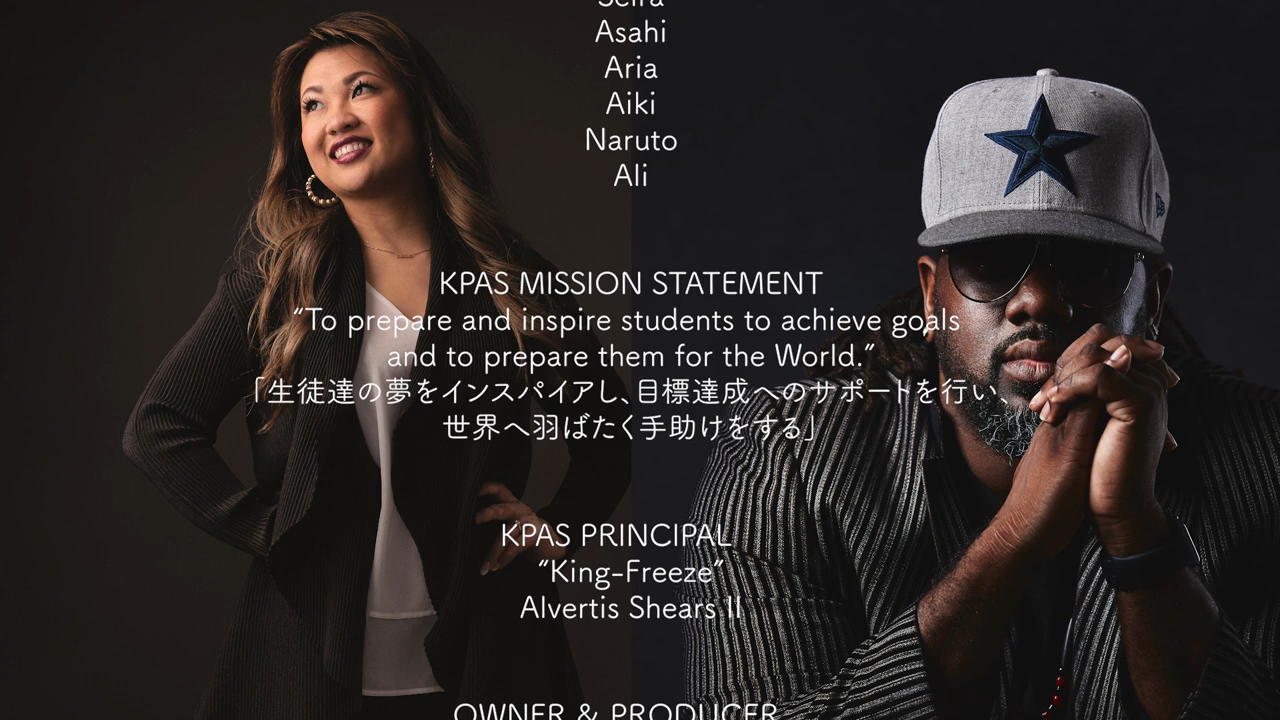 Seira
Asahi
Aria
Aiki
Naruto
Ali
KPAS MISSION STATEMENT
“To prepare and inspire students to achieve goals
and to prepare them for the World.”
「生徒達の夢をインスパイアし、目標達成へのサポートを行い、
世界へ羽ばたく手助けをする」
KPAS PRINCIPAL
“King-Freeze”
Alvertis Shears II
OWNER & PRODUCER